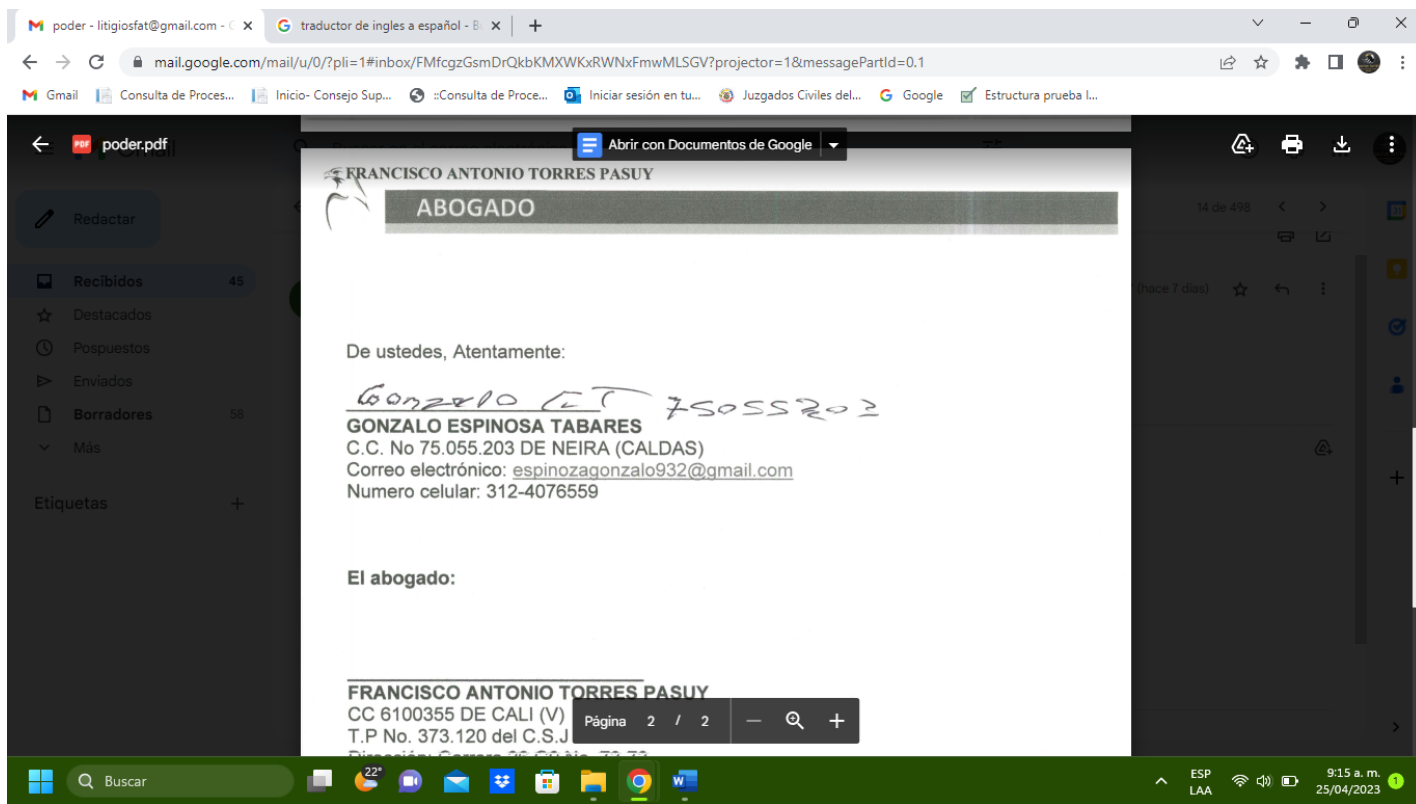 poder - litigiosfat@gmail.com - G
traductor de ingles a español - B
mail.google.com/mail/u/0/?pli=1#inbox/FMfcgzGsmDrQkbKMXWKxRWNxFmwMLSGV?projector=1&messagePartId=0.1
Gmail
Consulta de Proces...
Inicio- Consejo Sup...
::Consulta de Proce...
Iniciar sesión en tu...
Juzgados Civiles del...
Google
Estructura prueba l...
PDF
poder.pdf
Abrir con Documentos de Google
FRANCISCO ANTONIO TORRES PASUY
ABOGADO
Redactar
14 de 498
Recibidos 45
(hace 7 días)
Destacados
Pospuestos
Enviados
Borradores 58
Más
Etiquetas
De ustedes, Atentamente:
Gonzalo E T 75055203
GONZALO ESPINOSA TABARES
C.C. No 75.055.203 DE NEIRA (CALDAS)
Correo electrónico: espinozagonzalo932@gmail.com
Numero celular: 312-4076559
El abogado:
FRANCISCO ANTONIO TORRES PASUY
CC 6100355 DE CALI (V)
T.P No. 373.120 del C.S.J
Página 2 / 2
Buscar
22°
ESP
LAA
9:15 a. m.
25/04/2023
1